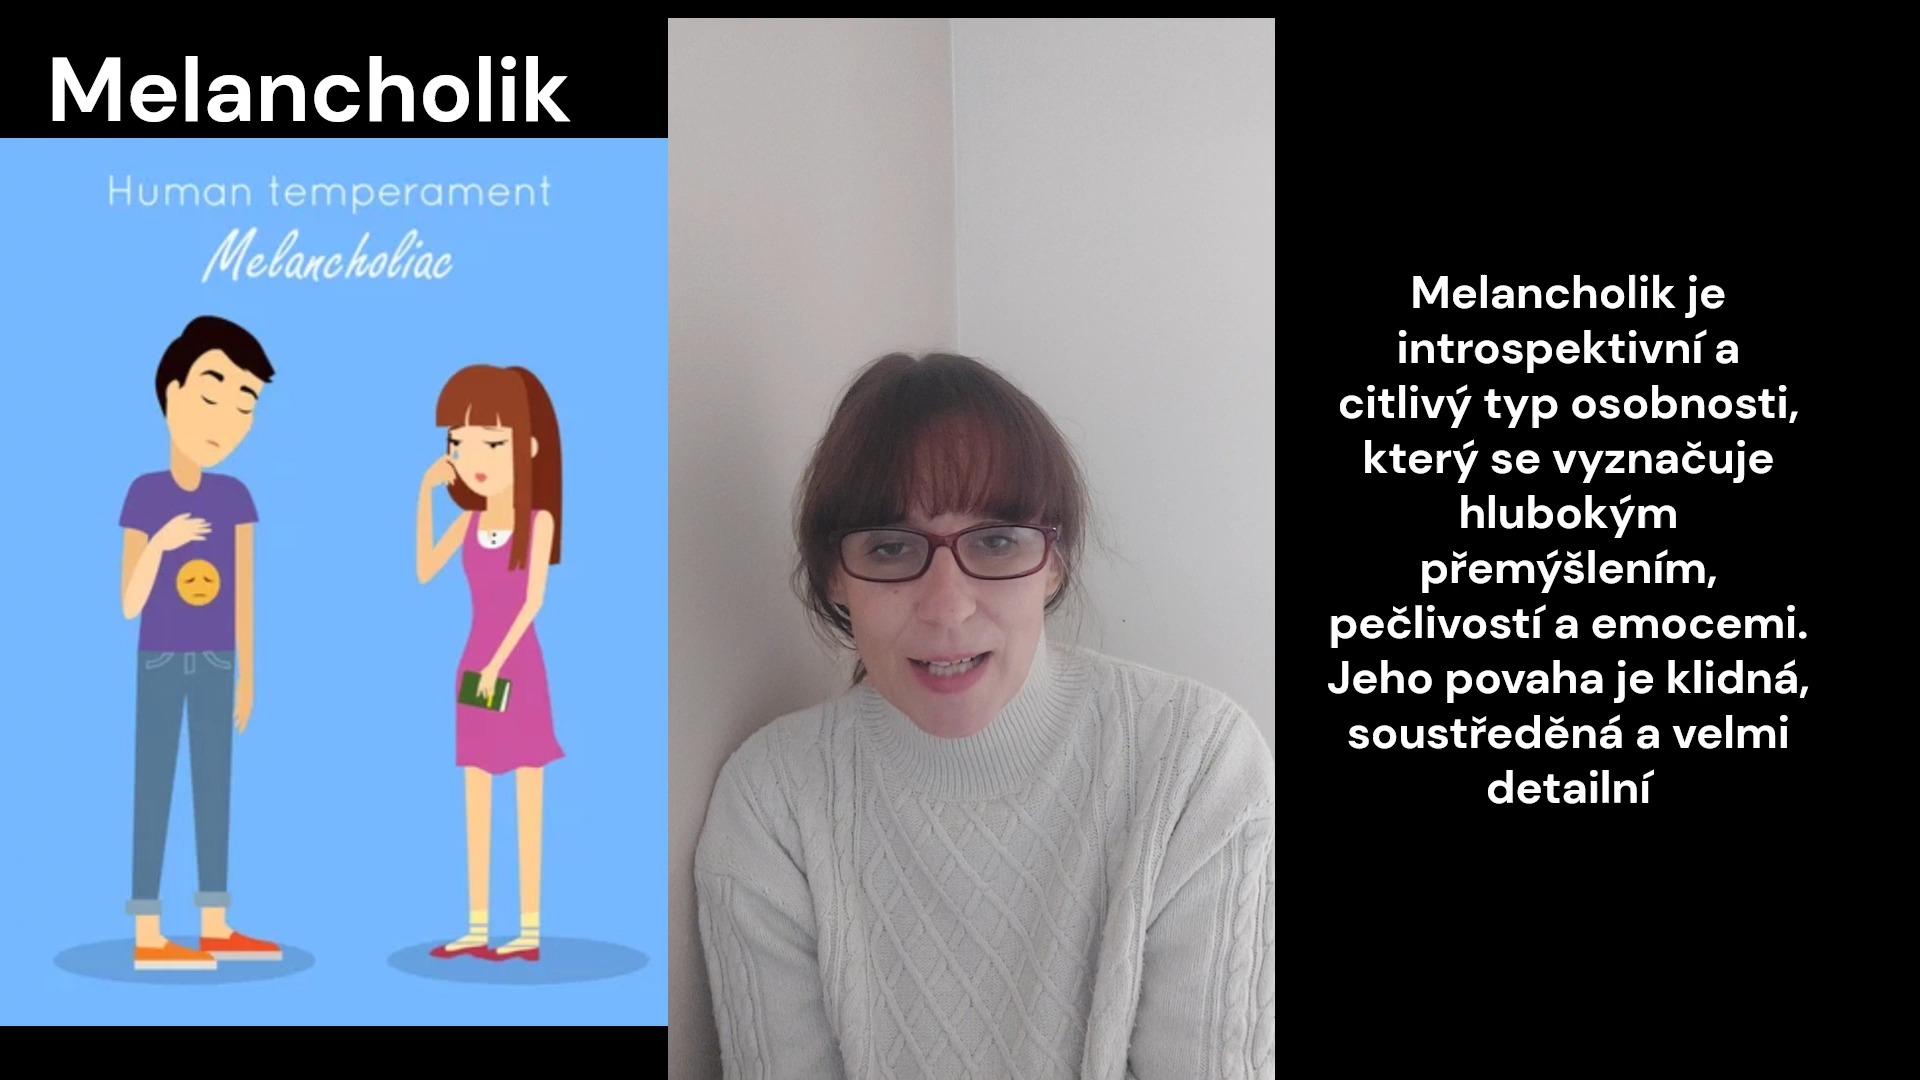 Melancholik
Human temperament
Melancholiac
Melancholik je
introspektivní a
citlivý typ osobnosti,
který se vyznačuje
hlubokým
přemýšlením,
pečlivostí a emocemi.
Jeho povaha je klidná,
soustředěná a velmi
detailní